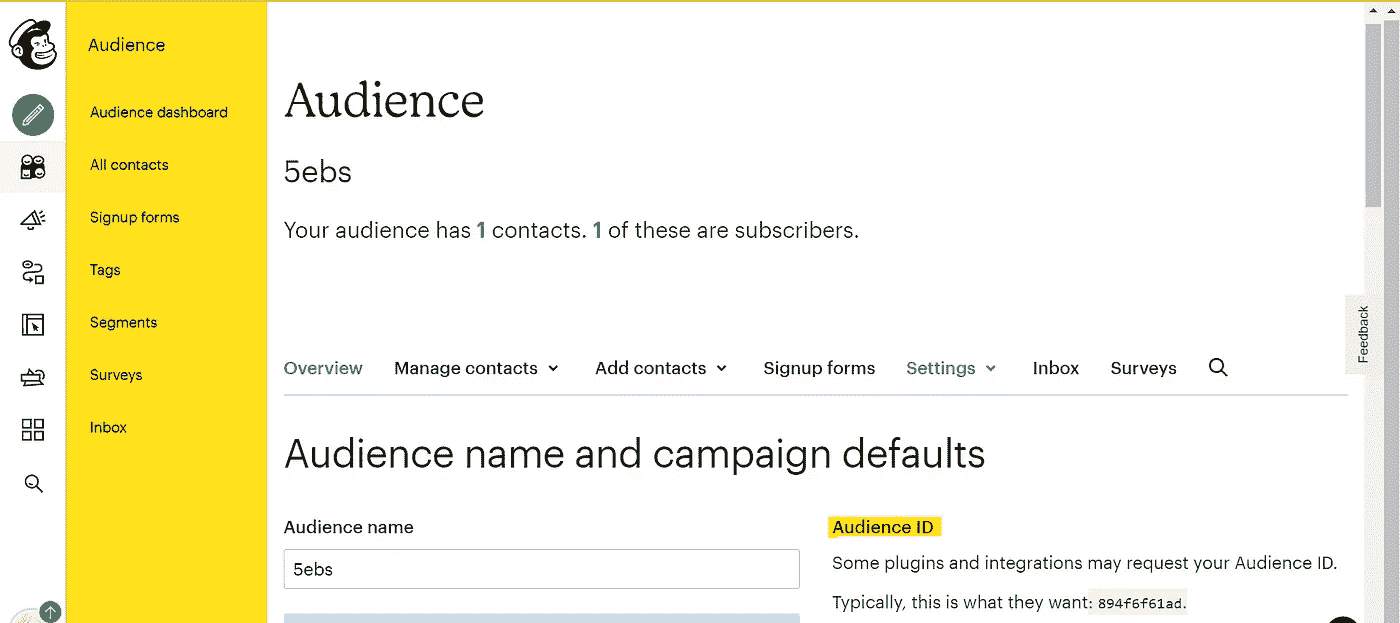 Audience
Audience dashboard
All contacts
Signup forms
Tags
Segments
Surveys
Inbox
Audience
5ebs
Your audience has 1 contacts. 1 of these are subscribers.
Overview Manage contacts Add contacts Signup forms Settings Inbox Surveys
Feedback
Audience name and campaign defaults
Audience name
5ebs
Audience ID
Some plugins and integrations may request your Audience ID.
Typically, this is what they want: 894f6f61ad.